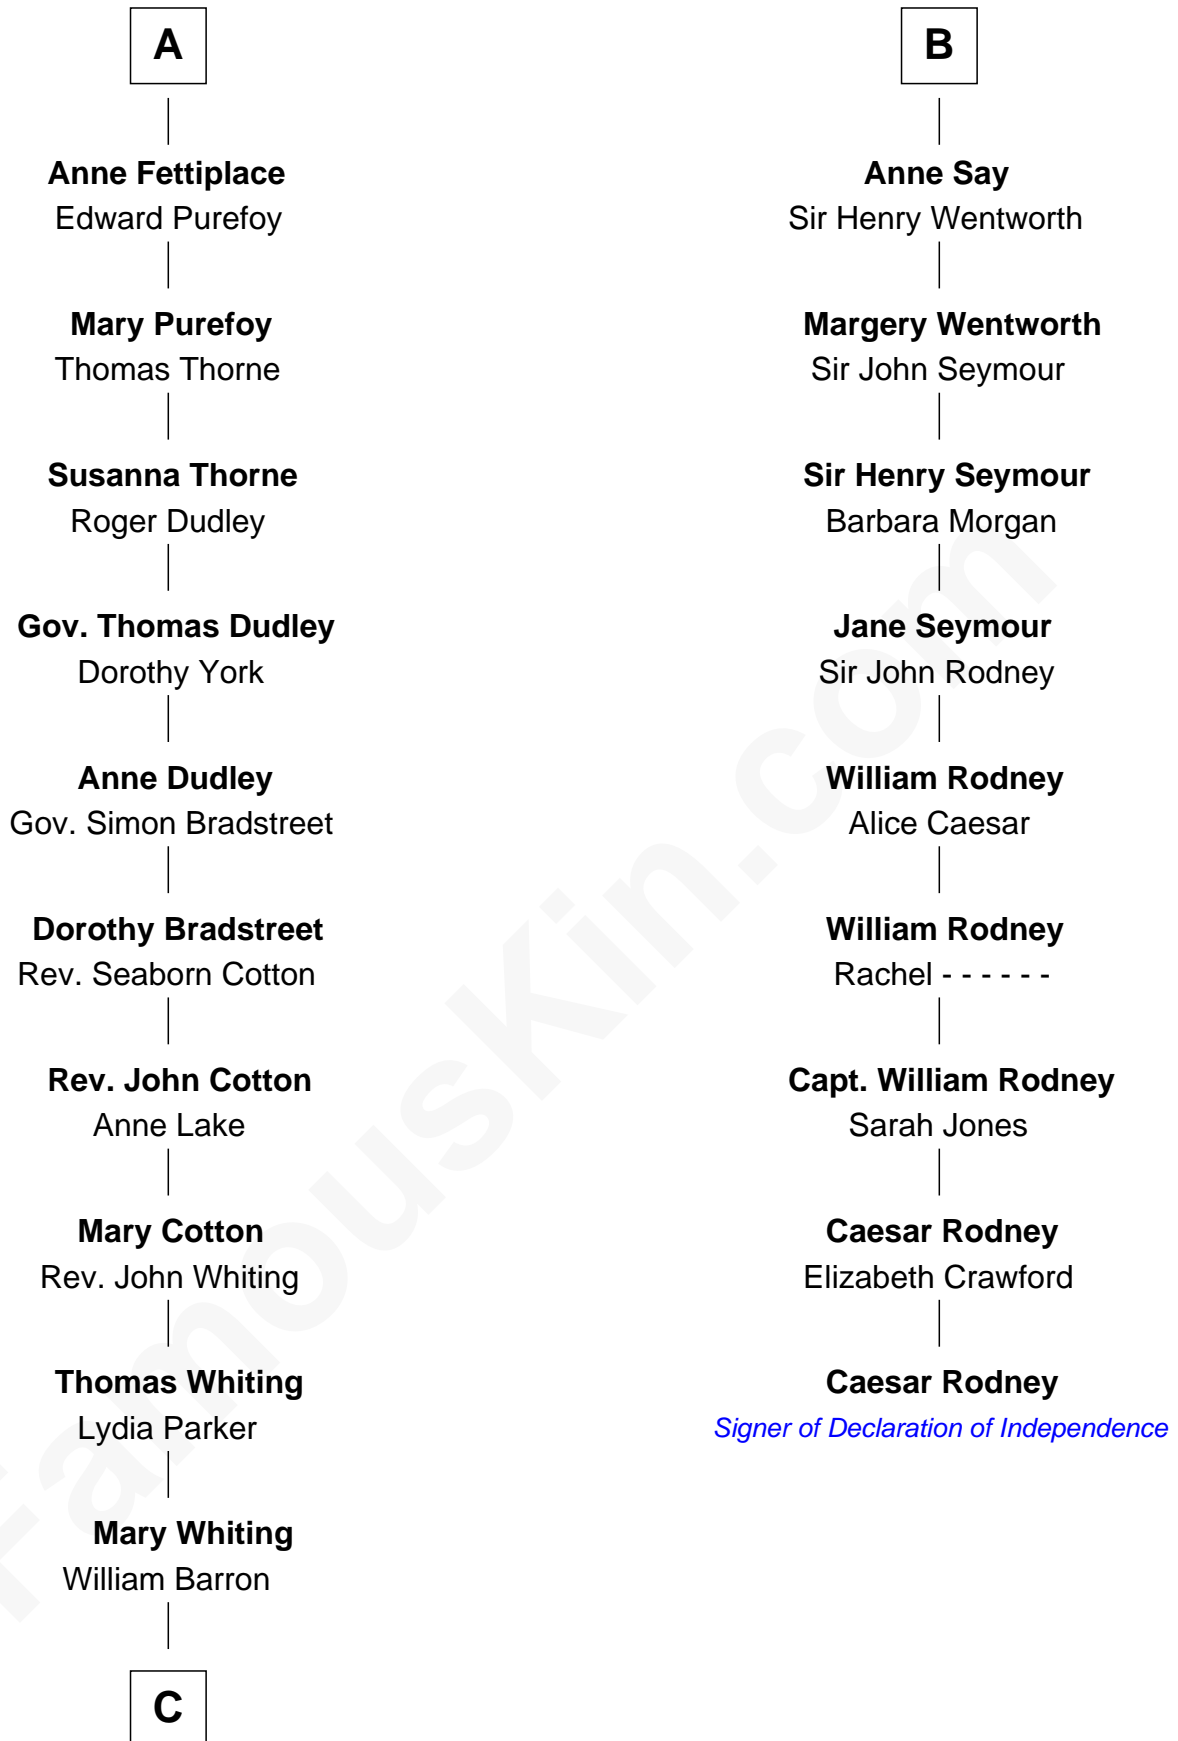 A
Anne Fettiplace
Edward Purefoy
Mary Purefoy
Thomas Thorne
Susanna Thorne
Roger Dudley
Gov. Thomas Dudley
Dorothy York
Anne Dudley
Gov. Simon Bradstreet
Dorothy Bradstreet
Rev. Seaborn Cotton
Rev. John Cotton
Anne Lake
Mary Cotton
Rev. John Whiting
Thomas Whiting
Lydia Parker
Mary Whiting
William Barron
C
B
Anne Say
Sir Henry Wentworth
Margery Wentworth
Sir John Seymour
Sir Henry Seymour
Barbara Morgan
Jane Seymour
Sir John Rodney
William Rodney
Alice Caesar
William Rodney
Rachel - - - - - -
Capt. William Rodney
Sarah Jones
Caesar Rodney
Elizabeth Crawford
Caesar Rodney
Signer of Declaration of Independence
FamousKin.com